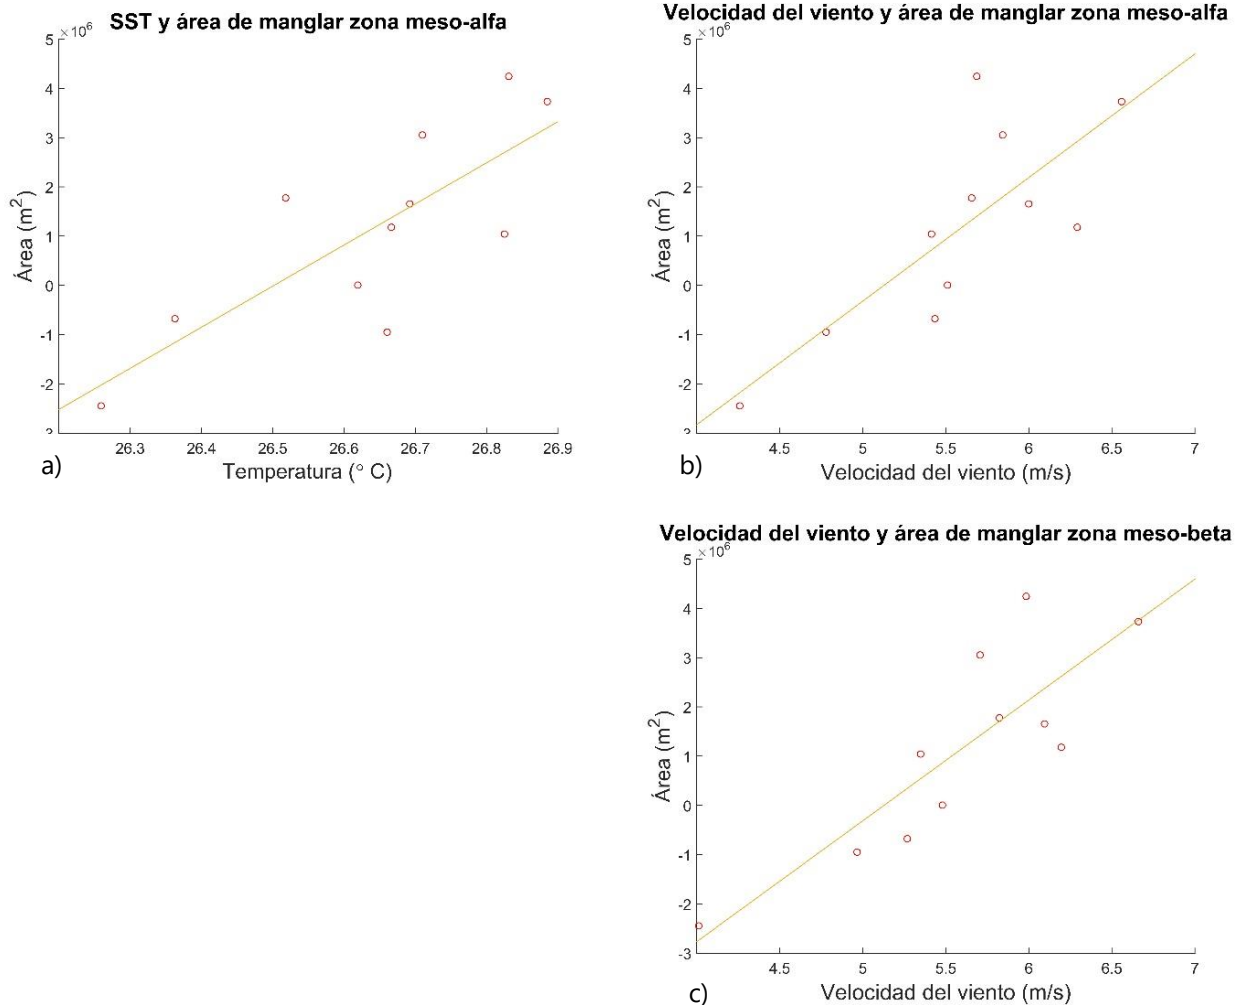 SST y área de manglar zona meso-alfa
×10⁶
5
4
3
2
1
0
-1
-2
Área (m²)
26.3 26.4 26.5 26.6 26.7 26.8 26.9
Temperatura (° C)
a)
Velocidad del viento y área de manglar zona meso-alfa
×10⁶
5
4
3
2
1
0
-1
-2
Área (m²)
4.5 5 5.5 6 6.5 7
Velocidad del viento (m/s)
b)
Velocidad del viento y área de manglar zona meso-beta
×10⁶
5
4
3
2
1
0
-1
-2
-3
Área (m²)
4.5 5 5.5 6 6.5 7
Velocidad del viento (m/s)
c)